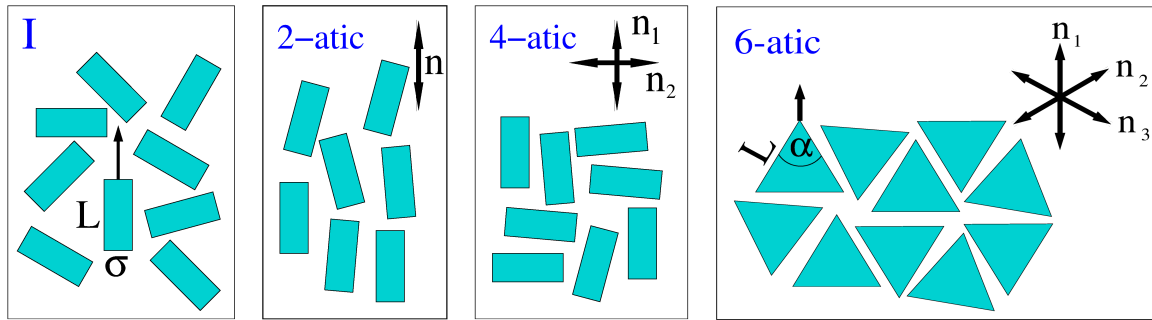 I
L
σ
2-atic
n
4-atic
n₁
n₂
6-atic
n₁
n₂
n₃
L
α